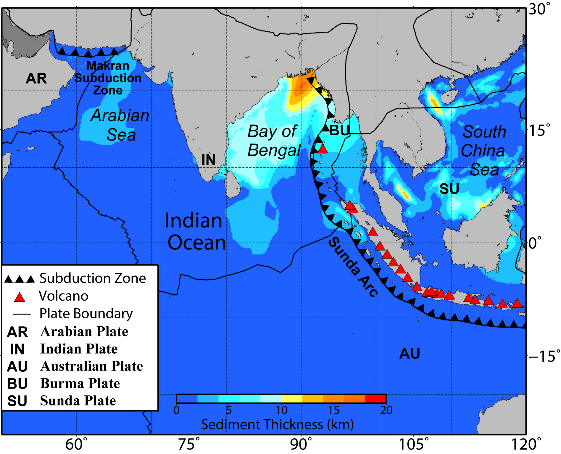 30°
Makran
Subduction
Zone
AR
Arabian
Sea
Bay of
Bengal
BU
South
China
Sea
15°
IN
SU
Indian
Ocean
0°
Sunda Arc
Subduction Zone
Volcano
Plate Boundary
AR Arabian Plate
IN Indian Plate
AU Australian Plate
BU Burma Plate
SU Sunda Plate
AU
−15°
0 5 10 15 20
Sediment Thickness (km)
60° 75° 90° 105° 120°